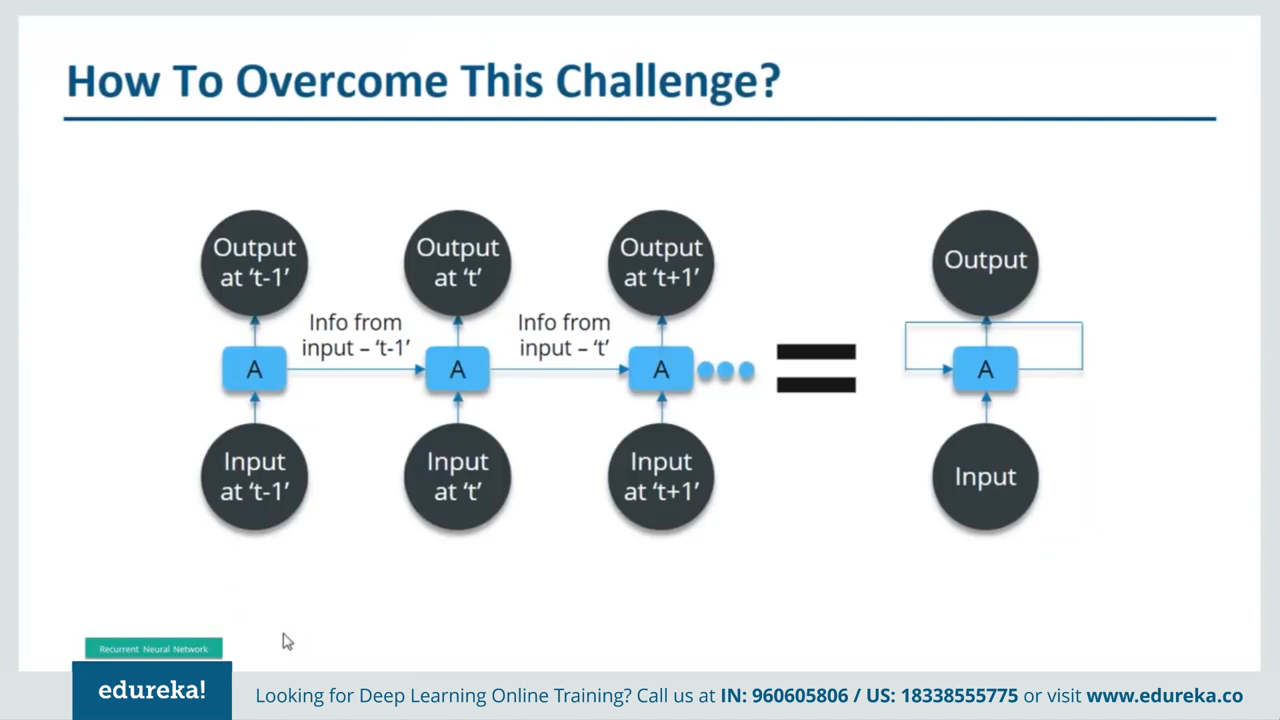 How To Overcome This Challenge?
Output
at ‘t-1’
Output
at ‘t’
Output
at ‘t+1’
Output
Info from
input – ‘t-1’
Info from
input – ‘t’
A
A
A
A
Input
at ‘t-1’
Input
at ‘t’
Input
at ‘t+1’
Input
Recurrent Neural Network
edureka!
Looking for Deep Learning Online Training? Call us at IN: 960605806 / US: 18338555775 or visit www.edureka.co